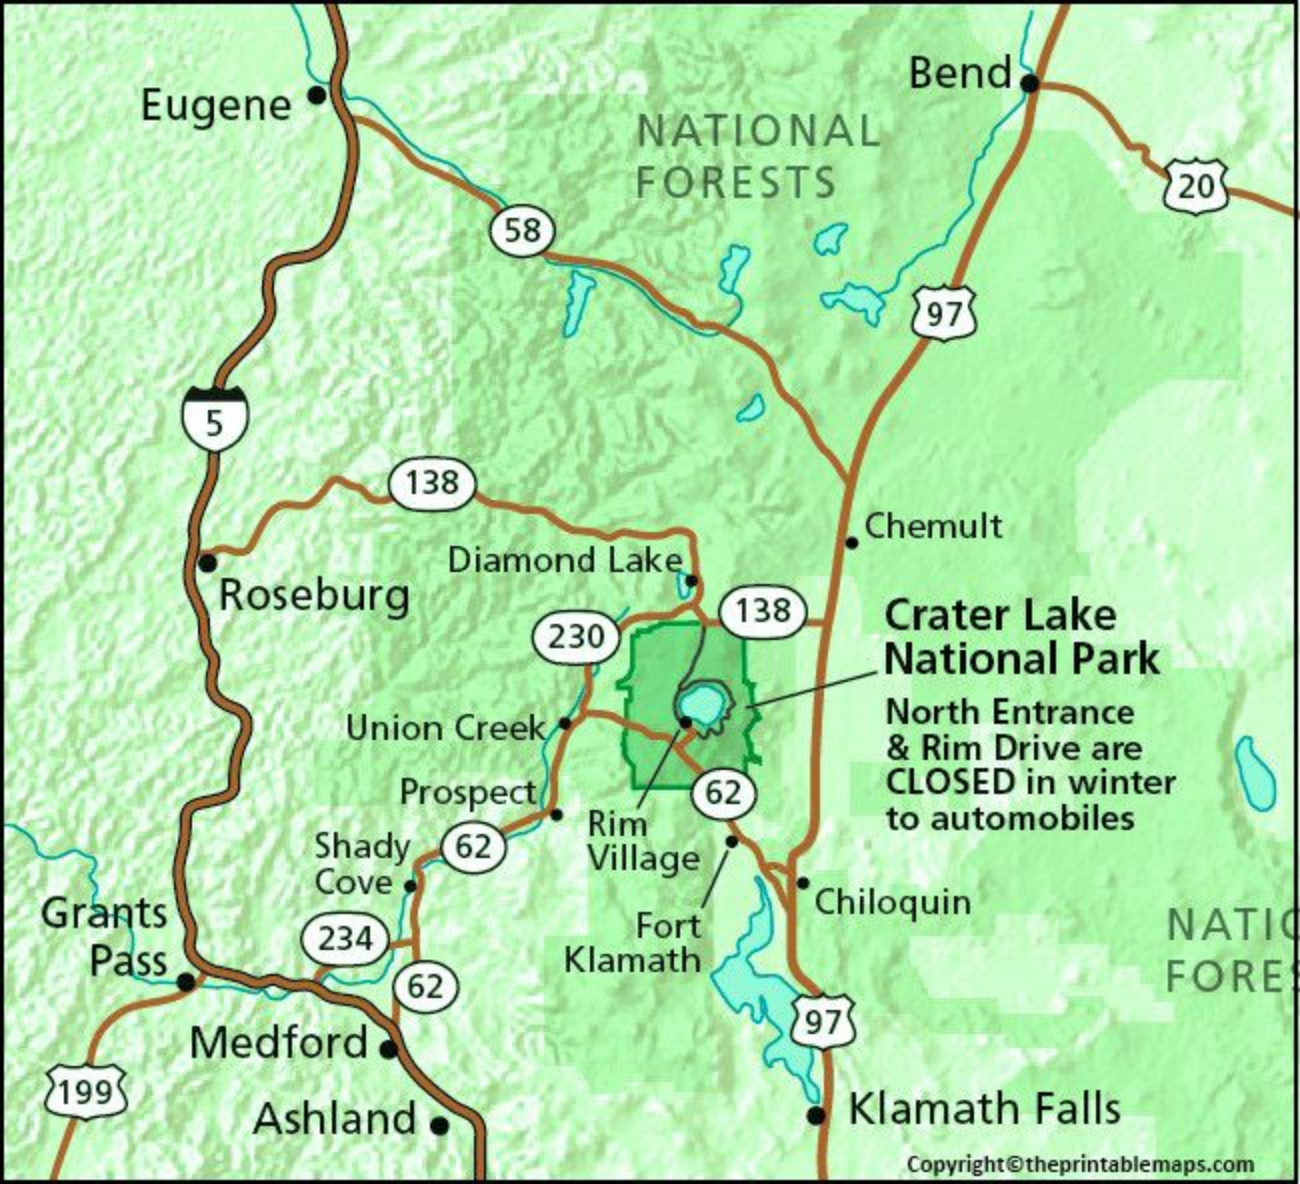 Bend
Eugene
NATIONAL
FORESTS
20
58
97
5
138
Chemult
Diamond Lake
Roseburg
138
230
Crater Lake
National Park
North Entrance
& Rim Drive are
CLOSED in winter
to automobiles
Union Creek
Prospect
62
Rim
Village
Shady
Cove
62
Fort
Klamath
Chiloquin
Grants
Pass
234
62
NATIO
FORES
97
Medford
199
Ashland
Klamath Falls
Copyright©theprintablemaps.com